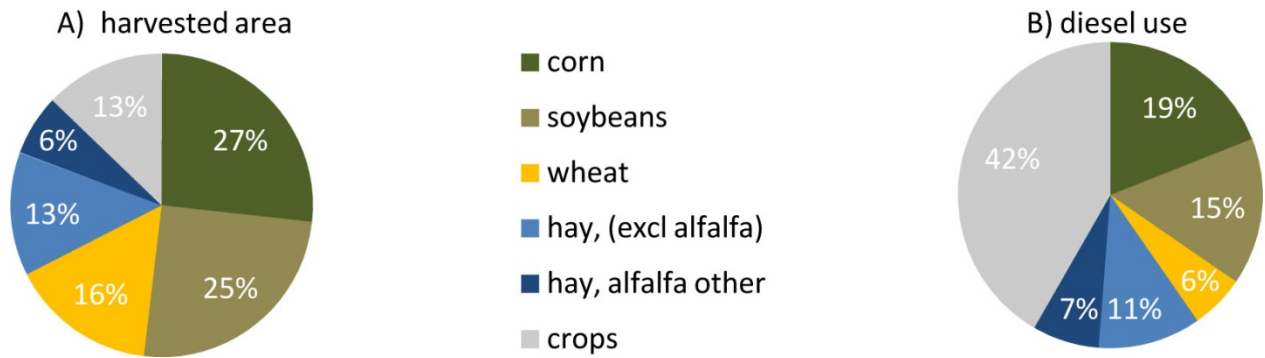 A) harvested area
13%
27%
6%
13%
16%
25%
corn
soybeans
wheat
hay, (excl alfalfa)
hay, alfalfa other
crops
B) diesel use
19%
42%
15%
6%
7%
11%